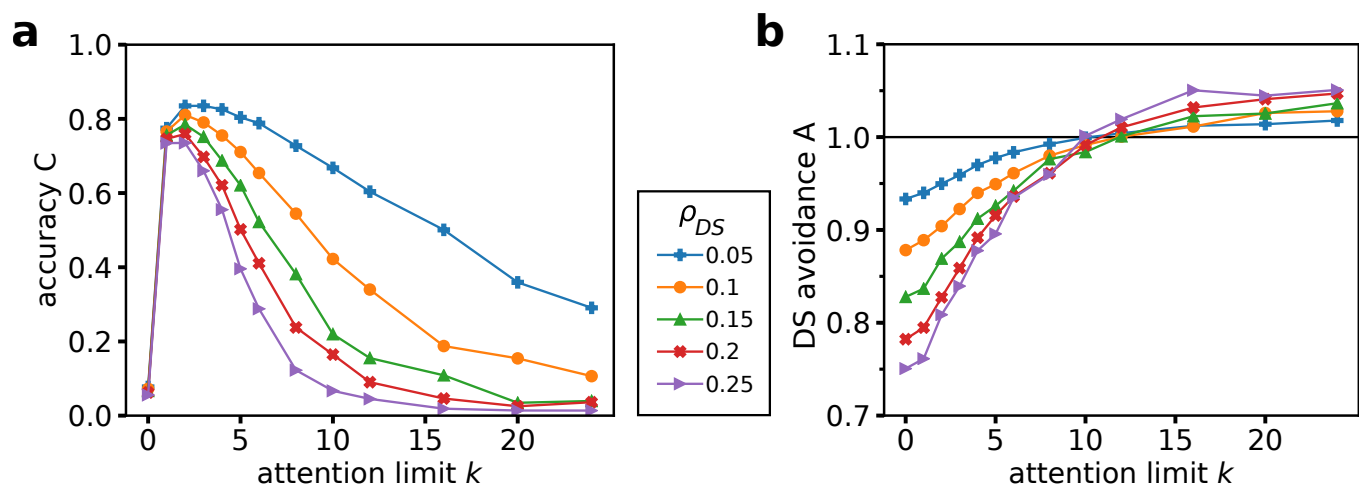 a
1.0
0.8
0.6
0.4
0.2
0.0
accuracy C
0 5 10 15 20
attention limit k
ρDS
0.05
0.1
0.15
0.2
0.25
b
1.1
1.0
0.9
0.8
0.7
DS avoidance A
0 5 10 15 20
attention limit k